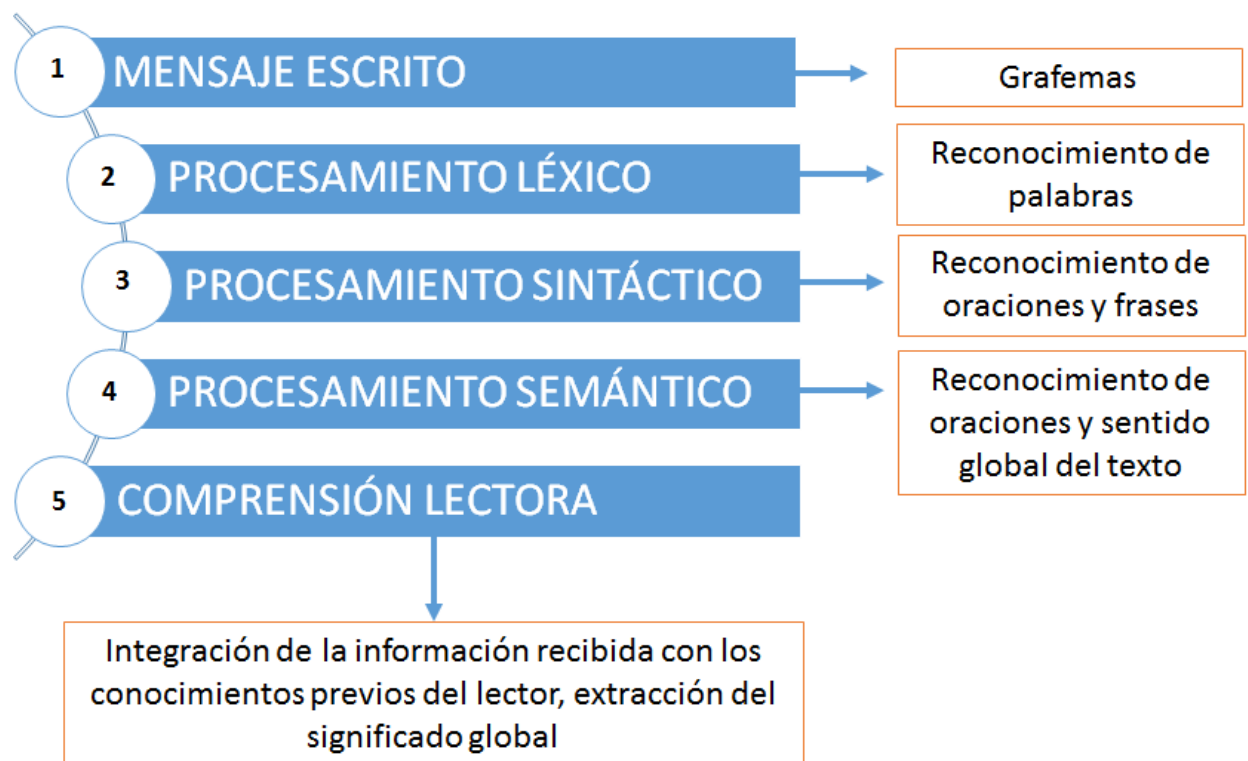 1
MENSAJE ESCRITO
Grafemas
2
PROCESAMIENTO LÉXICO
Reconocimiento de
palabras
3
PROCESAMIENTO SINTÁCTICO
Reconocimiento de
oraciones y frases
4
PROCESAMIENTO SEMÁNTICO
Reconocimiento de
oraciones y sentido
global del texto
5
COMPRENSIÓN LECTORA
Integración de la información recibida con los
conocimientos previos del lector, extracción del
significado global